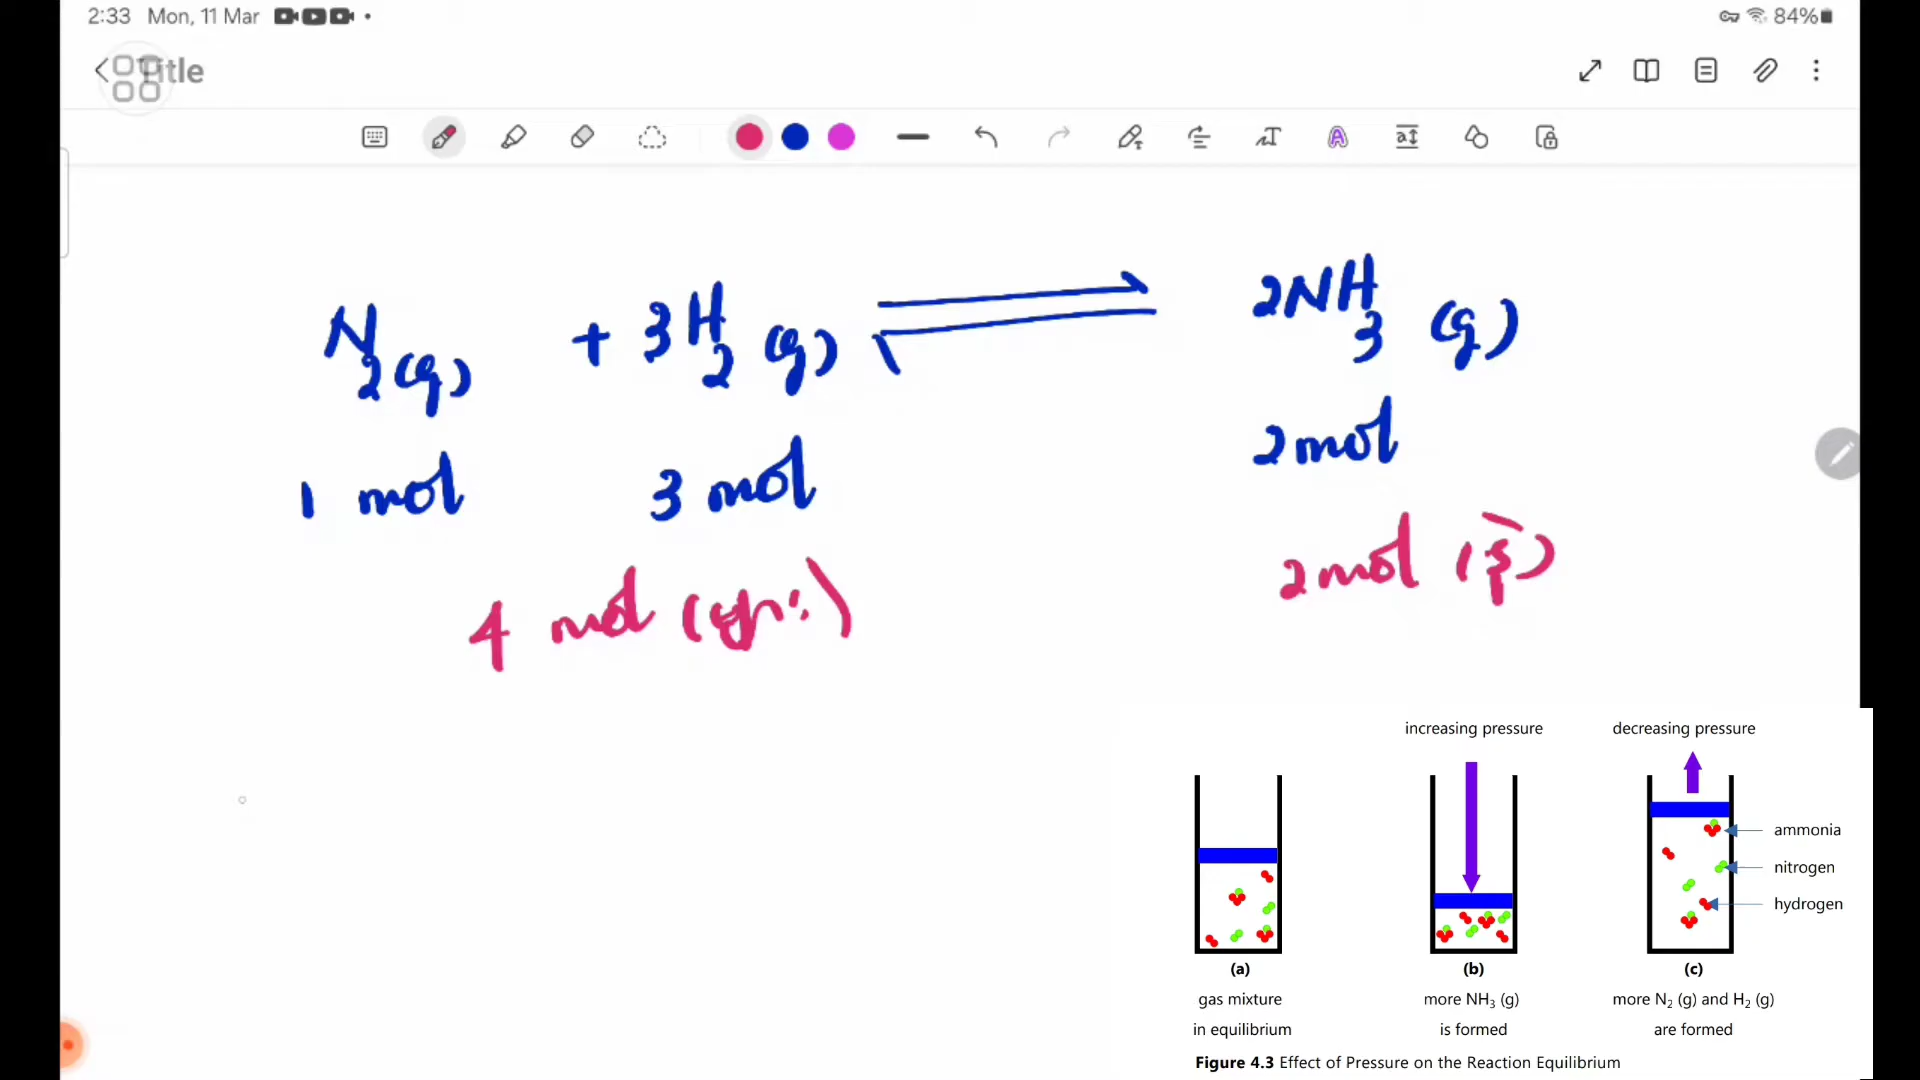 2:33 Mon, 11 Mar
84%
Title
N₂(g) + 3H₂(g) ⇌ 2NH₃(g)
1 mol 3 mol 2 mol
4 mol 2 mol
increasing pressure decreasing pressure
ammonia
nitrogen
hydrogen
(a) (b) (c)
gas mixture more NH₃ (g) more N₂ (g) and H₂ (g)
in equilibrium is formed are formed
Figure 4.3 Effect of Pressure on the Reaction Equilibrium